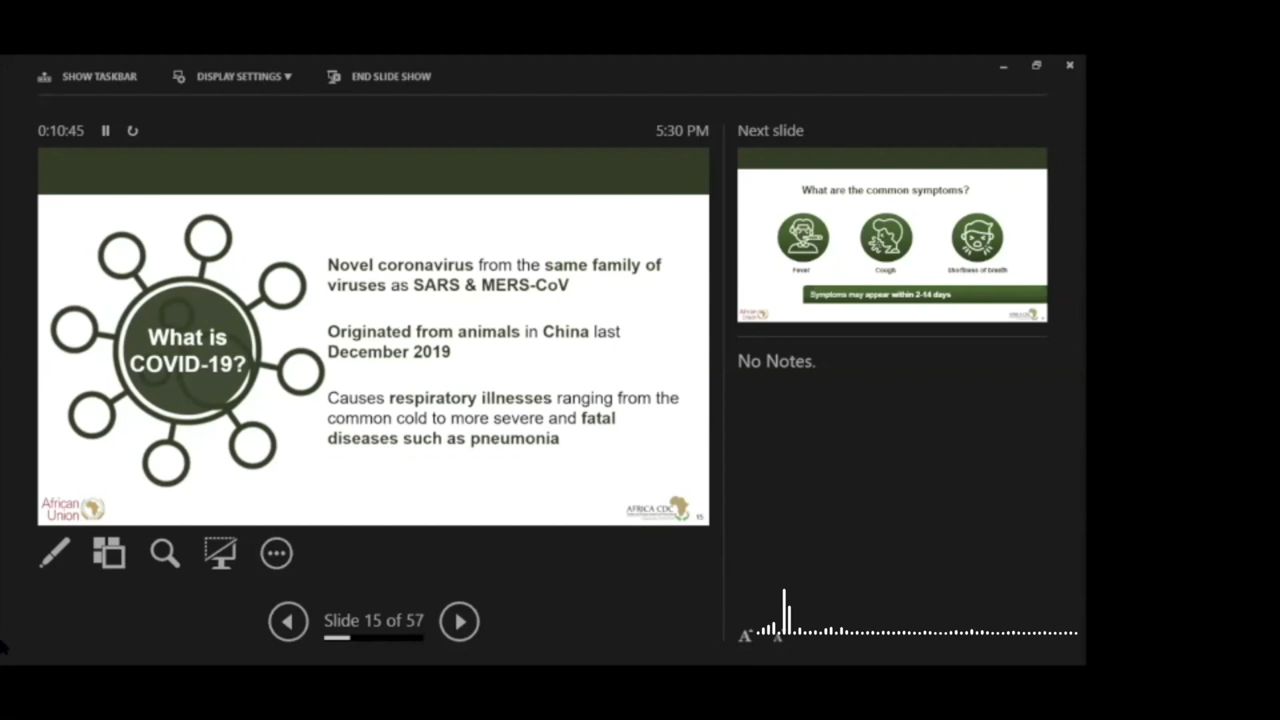 SHOW TASKBAR
DISPLAY SETTINGS ▼
END SLIDE SHOW
0:10:45
5:30 PM
What is
COVID-19?
Novel coronavirus from the same family of
viruses as SARS & MERS-CoV
Originated from animals in China last
December 2019
Causes respiratory illnesses ranging from the
common cold to more severe and fatal
diseases such as pneumonia
African
Union
AFRICA CDC
15
Slide 15 of 57
Next slide
What are the common symptoms?
Fever
Cough
Shortness of breath
Symptoms may appear within 2-14 days
African
Union
AFRICA CDC
No Notes.
A
A